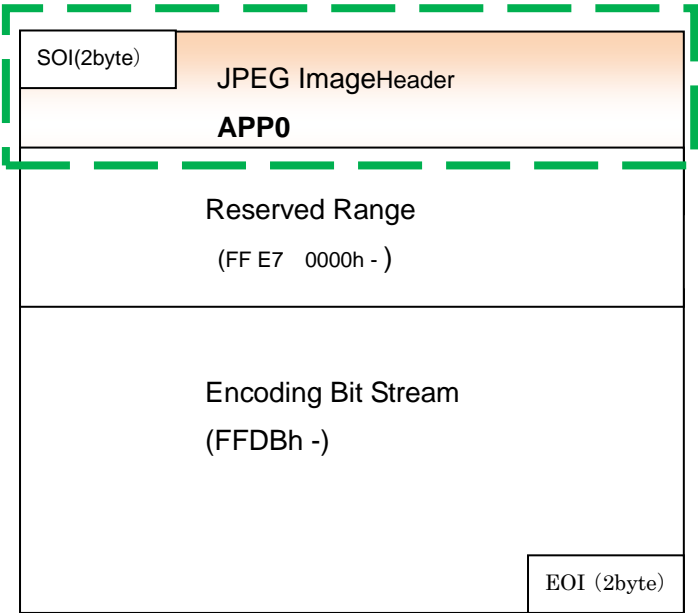 SOI(2byte）
JPEG ImageHeader
APP0
Reserved Range
(FF E7 0000h - )
Encoding Bit Stream
(FFDBh -)
EOI（2byte）